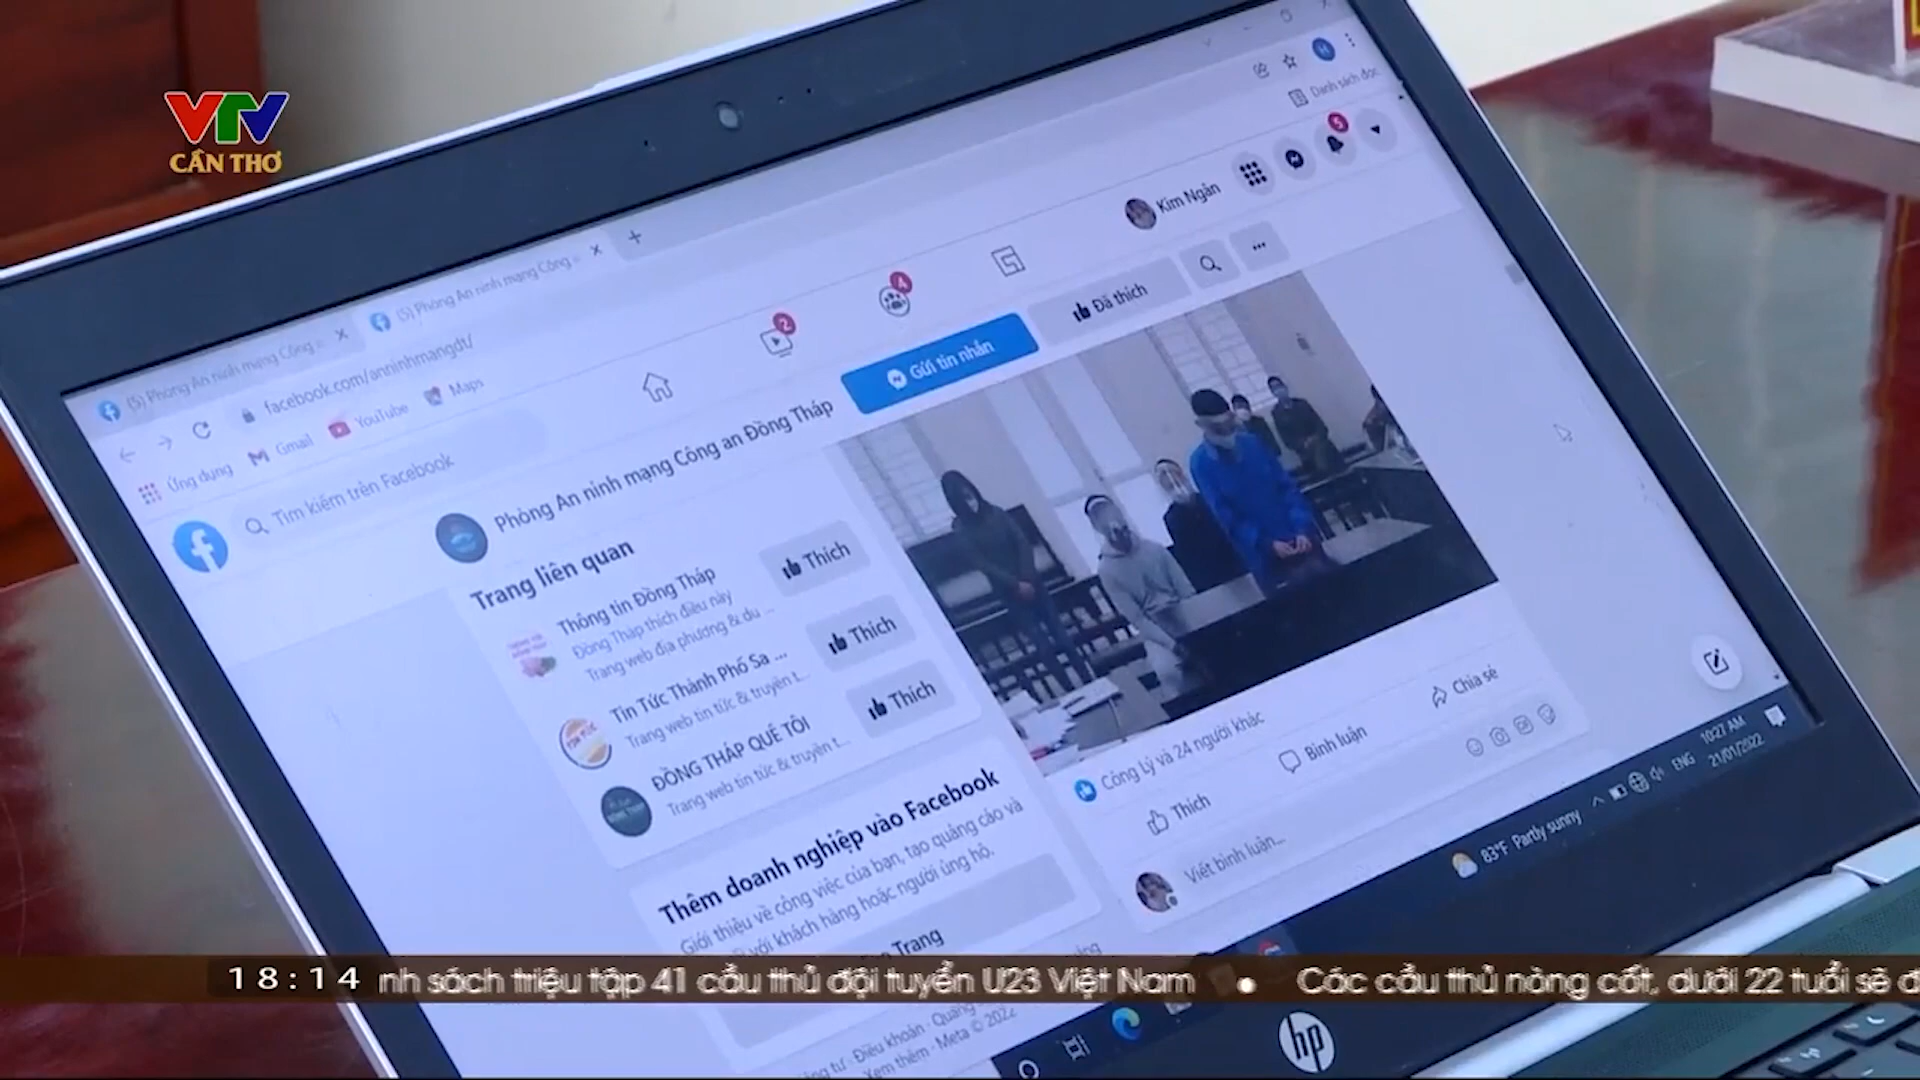 VTV
CẦN THƠ
(5) Phòng An ninh mạng Công
(5) Phòng An ninh mạng Công
facebook.com/anninhmangdt/
Danh sách đọc
Ứng dụng
Gmail
YouTube
Maps
Tìm kiếm trên Facebook
2
4
Kim Ngân
5
Phòng An ninh mạng Công an Đồng Tháp
Gửi tin nhắn
Đã thích
Trang liên quan
Thông tin Đồng Tháp
Đồng Tháp thích điều này
Trang web địa phương & du ...
Thích
Tin Tức Thành Phố Sa ...
Trang web tin tức & truyền t...
Thích
ĐỒNG THÁP QUÊ TÔI
Trang web tin tức & truyền t...
Thích
Thêm doanh nghiệp vào Facebook
Giới thiệu về công việc của bạn, tạo quảng cáo và
với khách hàng hoặc người ủng hộ.
Trang
Điều khoản · Quảng
Xem thêm · Meta © 2022
Công Lý và 24 người khác
Thích
Bình luận
Chia sẻ
Viết bình luận...
83°F Partly sunny
ENG
10:27 AM
21/01/2022
hp
18:14 nh sách triệu tập 41 cầu thủ đội tuyển U23 Việt Nam • Các cầu thủ nòng cốt, dưới 22 tuổi sẽ đ